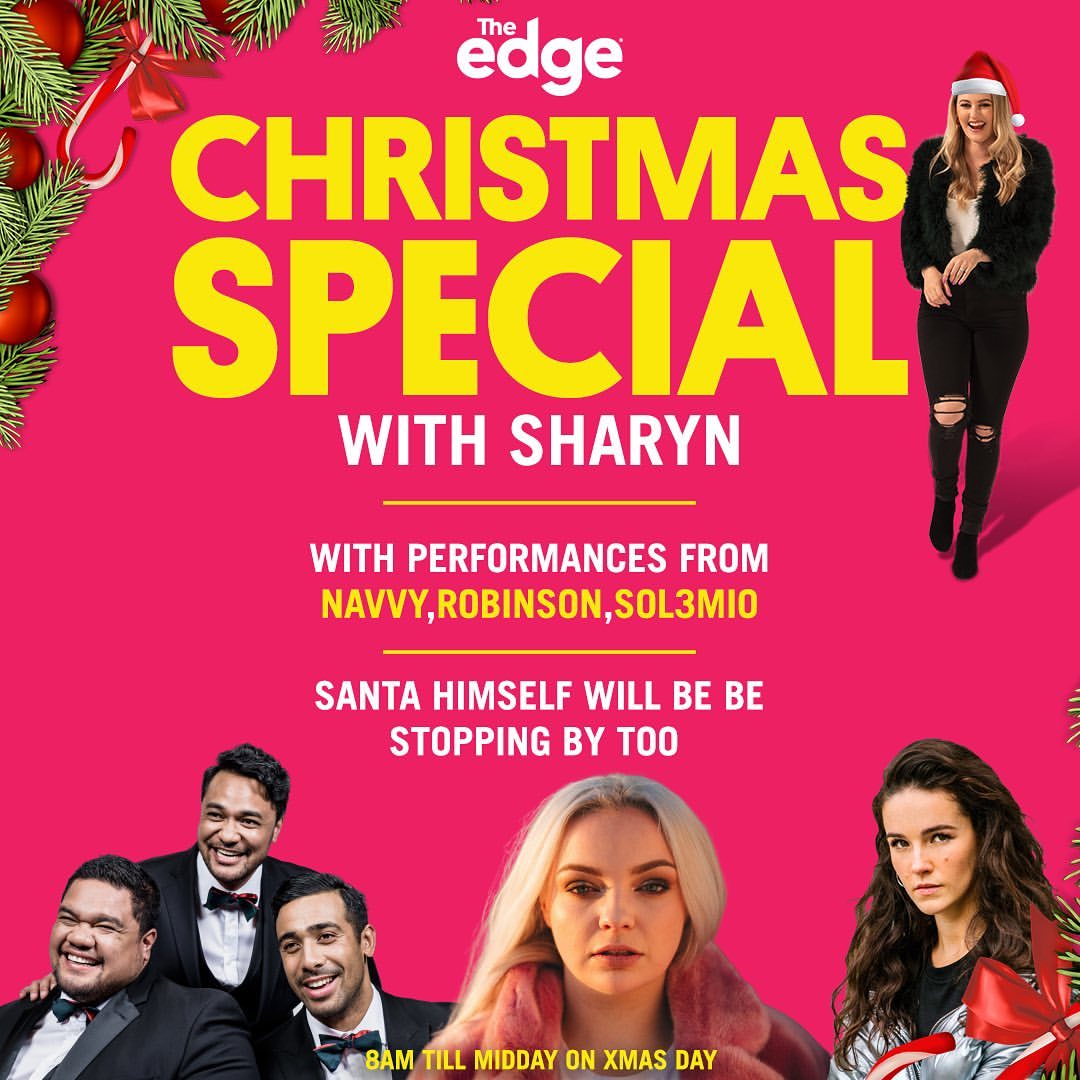 The
edge
CHRISTMAS
SPECIAL
WITH SHARYN
WITH PERFORMANCES FROM
NAVVY,ROBINSON,SOL3MIO
SANTA HIMSELF WILL BE BE
STOPPING BY TOO
8AM TILL MIDDAY ON XMAS DAY